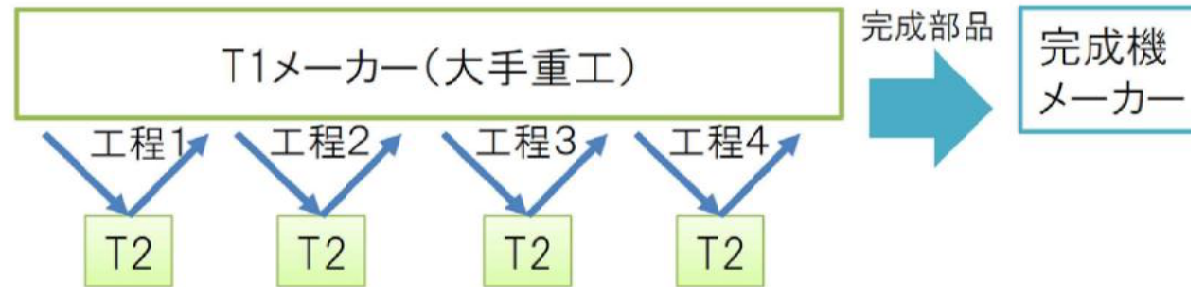 T1メーカー(大手重工)
完成部品
完成機
メーカー
工程1
工程2
工程3
工程4
T2
T2
T2
T2